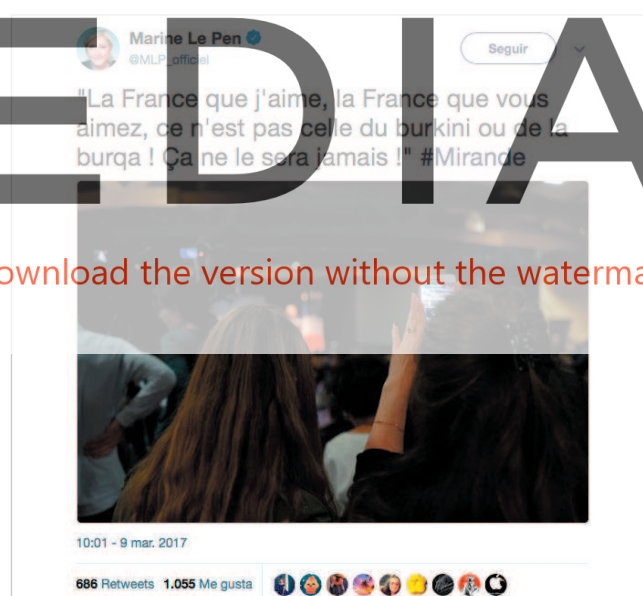 EDIA
Marine Le Pen
@MLP_officiel
Seguir
"La France que j'aime, la France que vous
aimez, ce n'est pas celle du burkini ou de la
burqa ! Ça ne le sera jamais !" #Mirande
ownload the version without the waterma
10:01 - 9 mar. 2017
686 Retweets 1.055 Me gusta